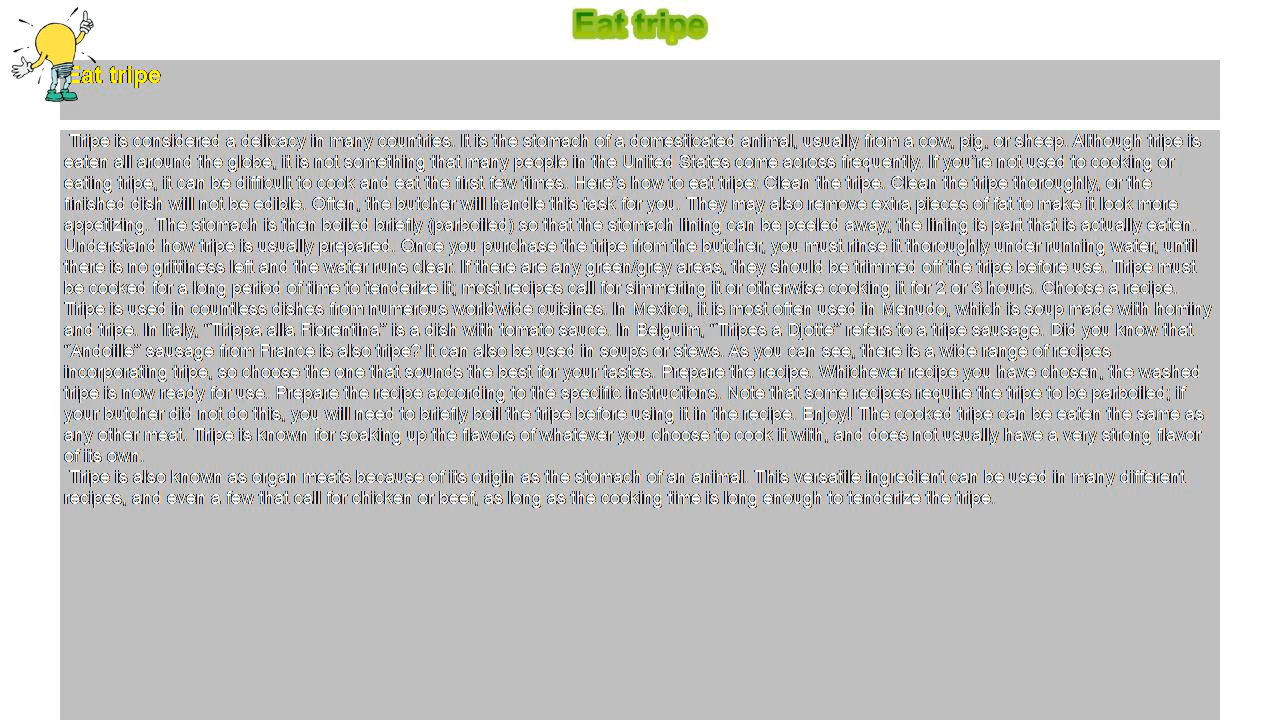 Eat tripe
Eat tripe
Tripe is considered a delicacy in many countries. It is the stomach of a domesticated animal, usually from a cow, pig, or sheep. Although tripe is
eaten all around the globe, it is not something that many people in the United States come across frequently. If you're not used to cooking or
eating tripe, it can be difficult to cook and eat the first few times. Here's how to eat tripe: Clean the tripe. Clean the tripe thoroughly, or the
finished dish will not be edible. Often, the butcher will handle this task for you. They may also remove extra pieces of fat to make it look more
appetizing. The stomach is then boiled briefly (parboiled) so that the stomach lining can be peeled away; the lining is part that is actually eaten.
Understand how tripe is usually prepared. Once you purchase the tripe from the butcher, you must rinse it thoroughly under running water, until
there is no grittiness left and the water runs clear. If there are any green/grey areas, they should be trimmed off the tripe before use. Tripe must
be cooked for a long period of time to tenderize it; most recipes call for simmering it or otherwise cooking it for 2 or 3 hours. Choose a recipe.
Tripe is used in countless dishes from numerous worldwide cuisines. In Mexico, it is most often used in Menudo, which is soup made with hominy
and tripe. In Italy, "Trippa alla Fiorentina" is a dish with tomato sauce. In Belguim, "Tripes a Djotte" refers to a tripe sausage. Did you know that
"Andoille" sausage from France is also tripe? It can also be used in soups or stews. As you can see, there is a wide range of recipes
incorporating tripe, so choose the one that sounds the best for your tastes. Prepare the recipe. Whichever recipe you have chosen, the washed
tripe is now ready for use. Prepare the recipe according to the specific instructions. Note that some recipes require the tripe to be parboiled; if
your butcher did not do this, you will need to briefly boil the tripe before using it in the recipe. Enjoy! The cooked tripe can be eaten the same as
any other meat. Tripe is known for soaking up the flavors of whatever you choose to cook it with, and does not usually have a very strong flavor
of its own.
Tripe is also known as organ meats because of its origin as the stomach of an animal. This versatile ingredient can be used in many different
recipes, and even a few that call for chicken or beef, as long as the cooking time is long enough to tenderize the tripe.